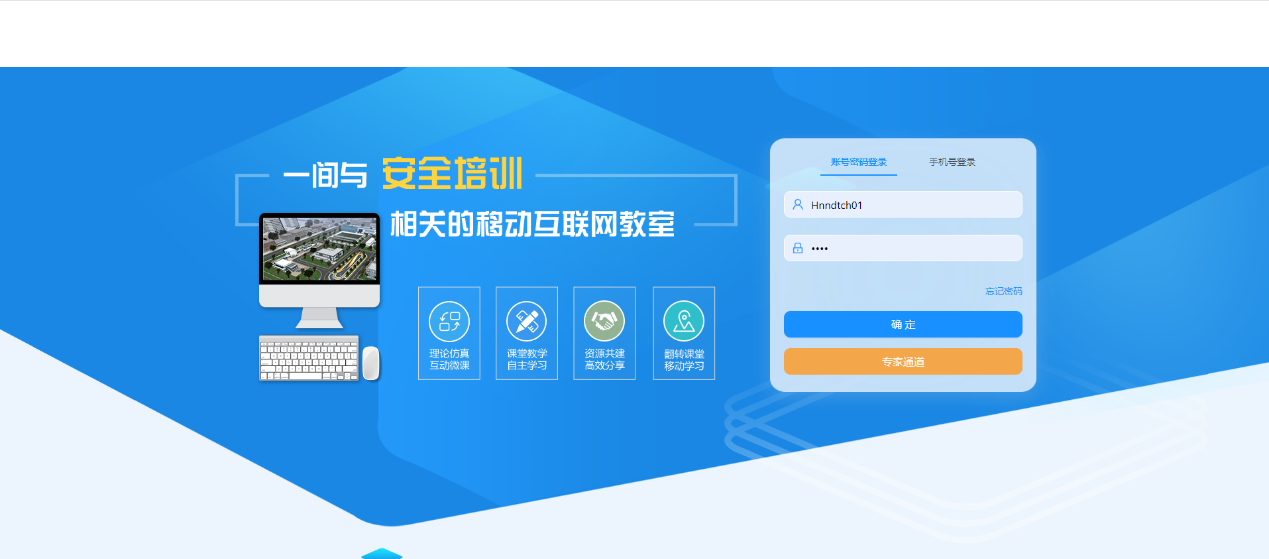 一间与 安全培训
相关的移动互联网教室
理论仿真
互动微课
课堂教学
自主学习
资源共建
高效分享
翻转课堂
移动学习
账号密码登录 手机号登录
Hnndtch01
••••
忘记密码
确 定
专家通道